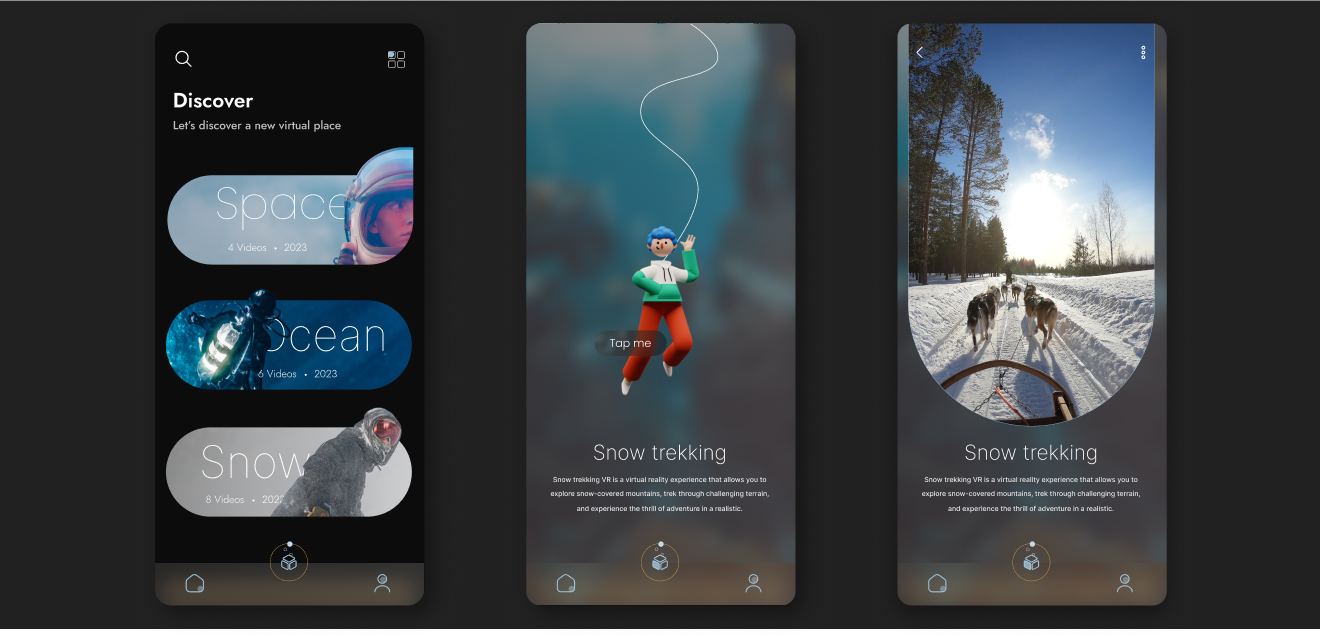 Discover
Let's discover a new virtual place
Space
4 Videos • 2023
Ocean
6 Videos • 2023
Snow
8 Videos • 2023
Tap me
Snow trekking
Snow trekking VR is a virtual reality experience that allows you to
explore snow-covered mountains, trek through challenging terrain,
and experience the thrill of adventure in a realistic.
Snow trekking
Snow trekking VR is a virtual reality experience that allows you to
explore snow-covered mountains, trek through challenging terrain,
and experience the thrill of adventure in a realistic.